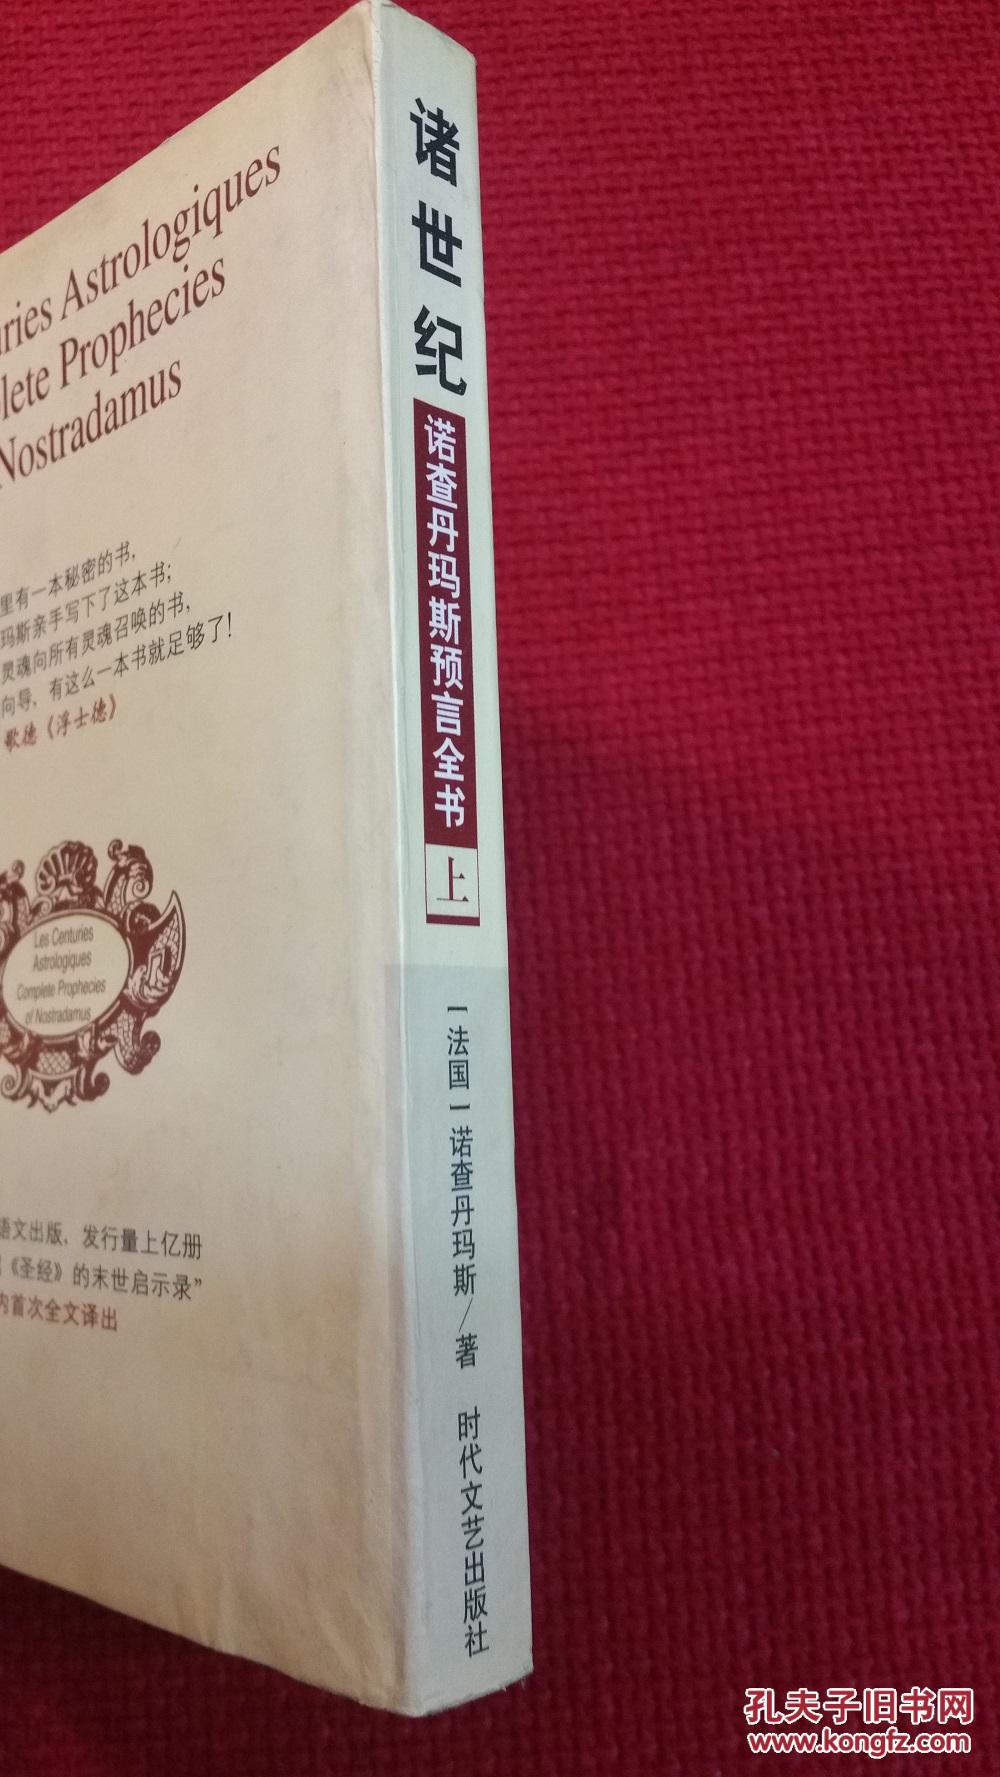 Astrologiques
Prophecies
Nostradamus
里有一本秘密的书，
玛斯亲手写下了这本书；
灵魂向所有灵魂召唤的书，
向导，有这么一本书就足够了！
歌德《浮士德》
Les Centuries
Astrologiques
Complete Prophecies
of Nostradamus
语文出版，发行量上亿册
《圣经》的末世启示录”
内首次全文译出
诸世纪
诺查丹玛斯预言全书
上
［法国］诺查丹玛斯/著
时代文艺出版社
孔夫子旧书网
www.kongfz.com